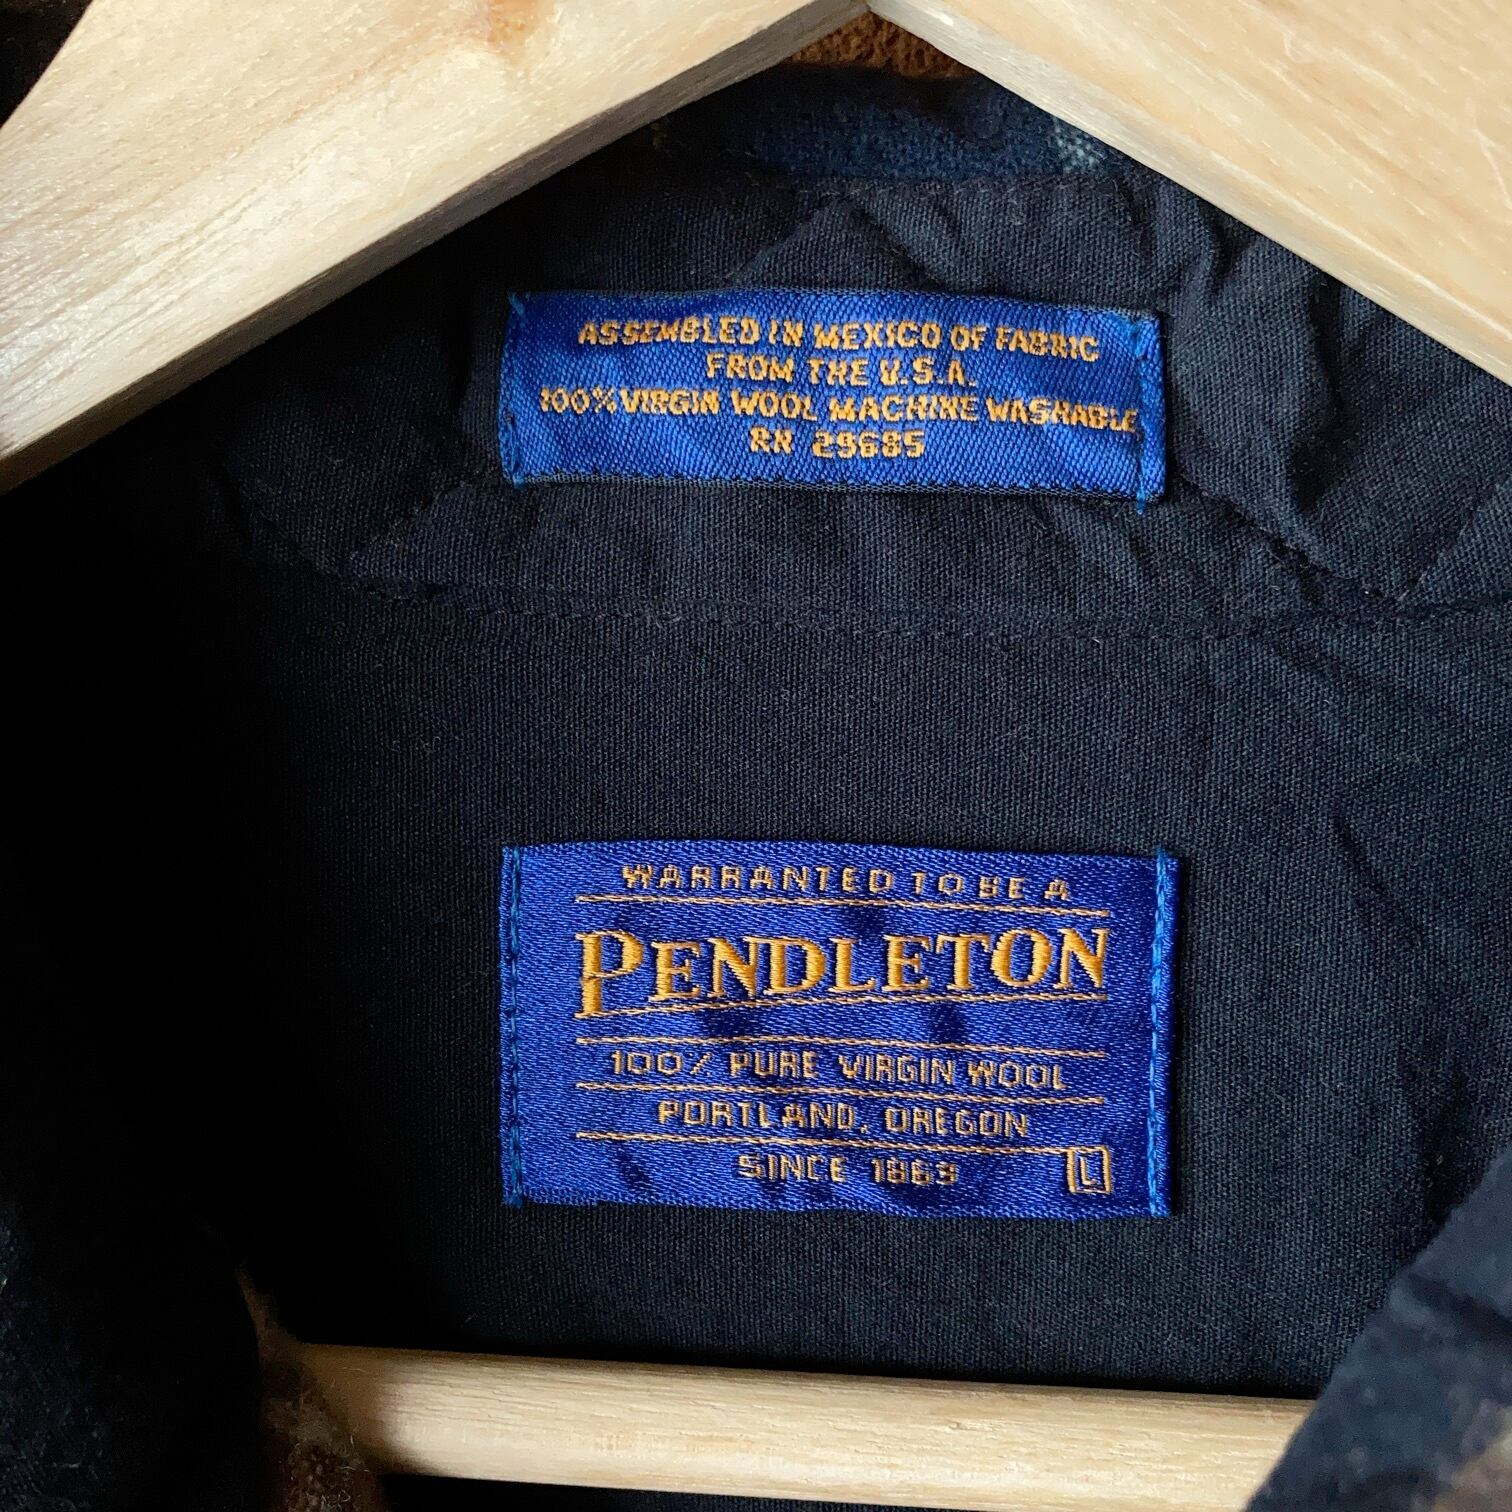 ASSEMBLED IN MEXICO OF FABRIC
FROM THE U.S.A.
100% VIRGIN WOOL MACHINE WASHABLE
RN 29685
WARRANTED TO BE A
PENDLETON
100% PURE VIRGIN WOOL
PORTLAND, OREGON
SINCE 1863
L